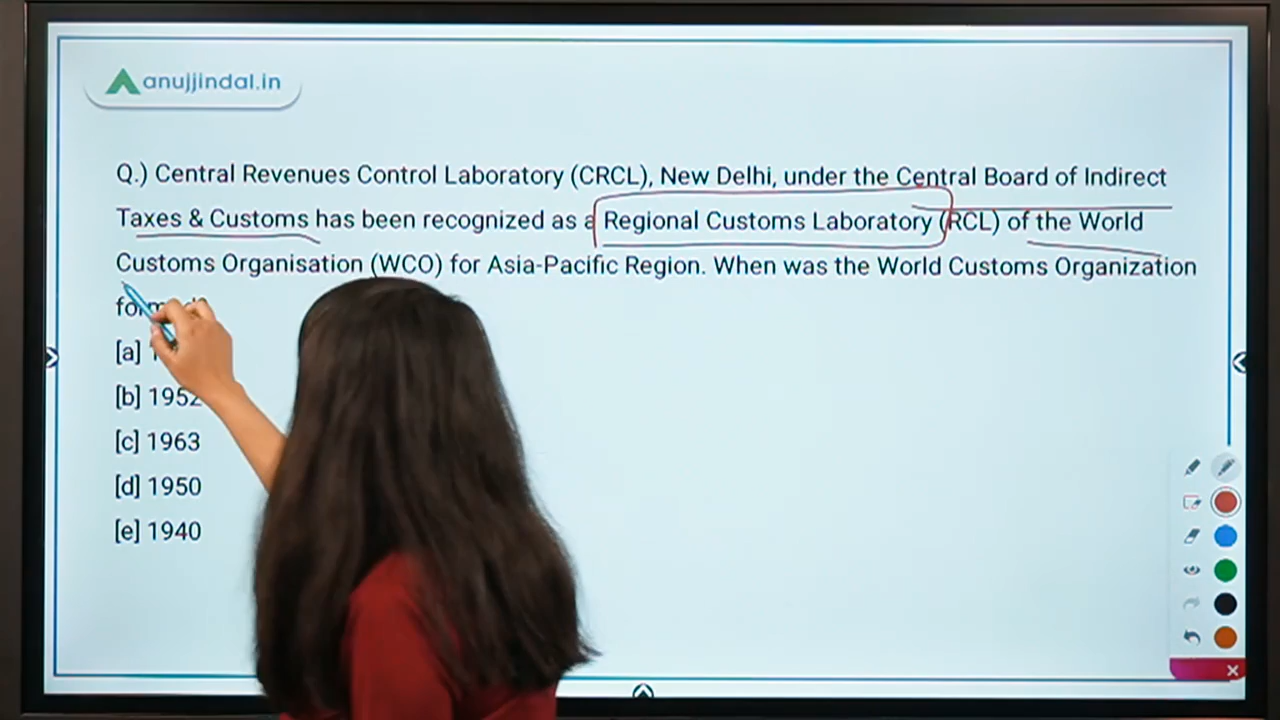 anujjindal.in
Q.) Central Revenues Control Laboratory (CRCL), New Delhi, under the Central Board of Indirect
Taxes & Customs has been recognized as a Regional Customs Laboratory (RCL) of the World
Customs Organisation (WCO) for Asia-Pacific Region. When was the World Customs Organization
[a]
[b] 1952
[c] 1963
[d] 1950
[e] 1940